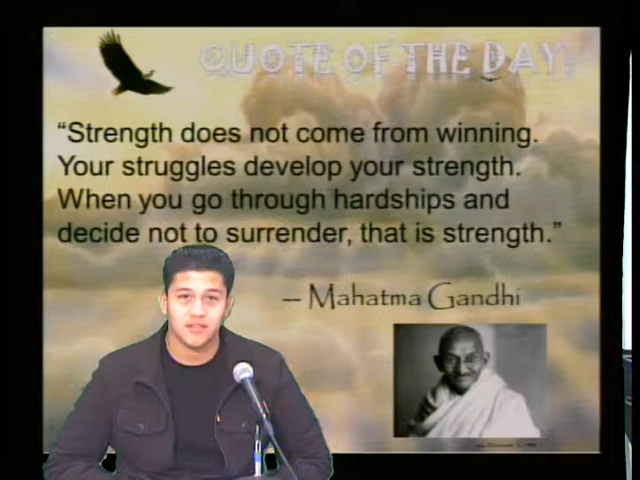 QUOTE OF THE DAY:
“Strength does not come from winning.
Your struggles develop your strength.
When you go through hardships and
decide not to surrender, that is strength.”
-- Mahatma Gandhi